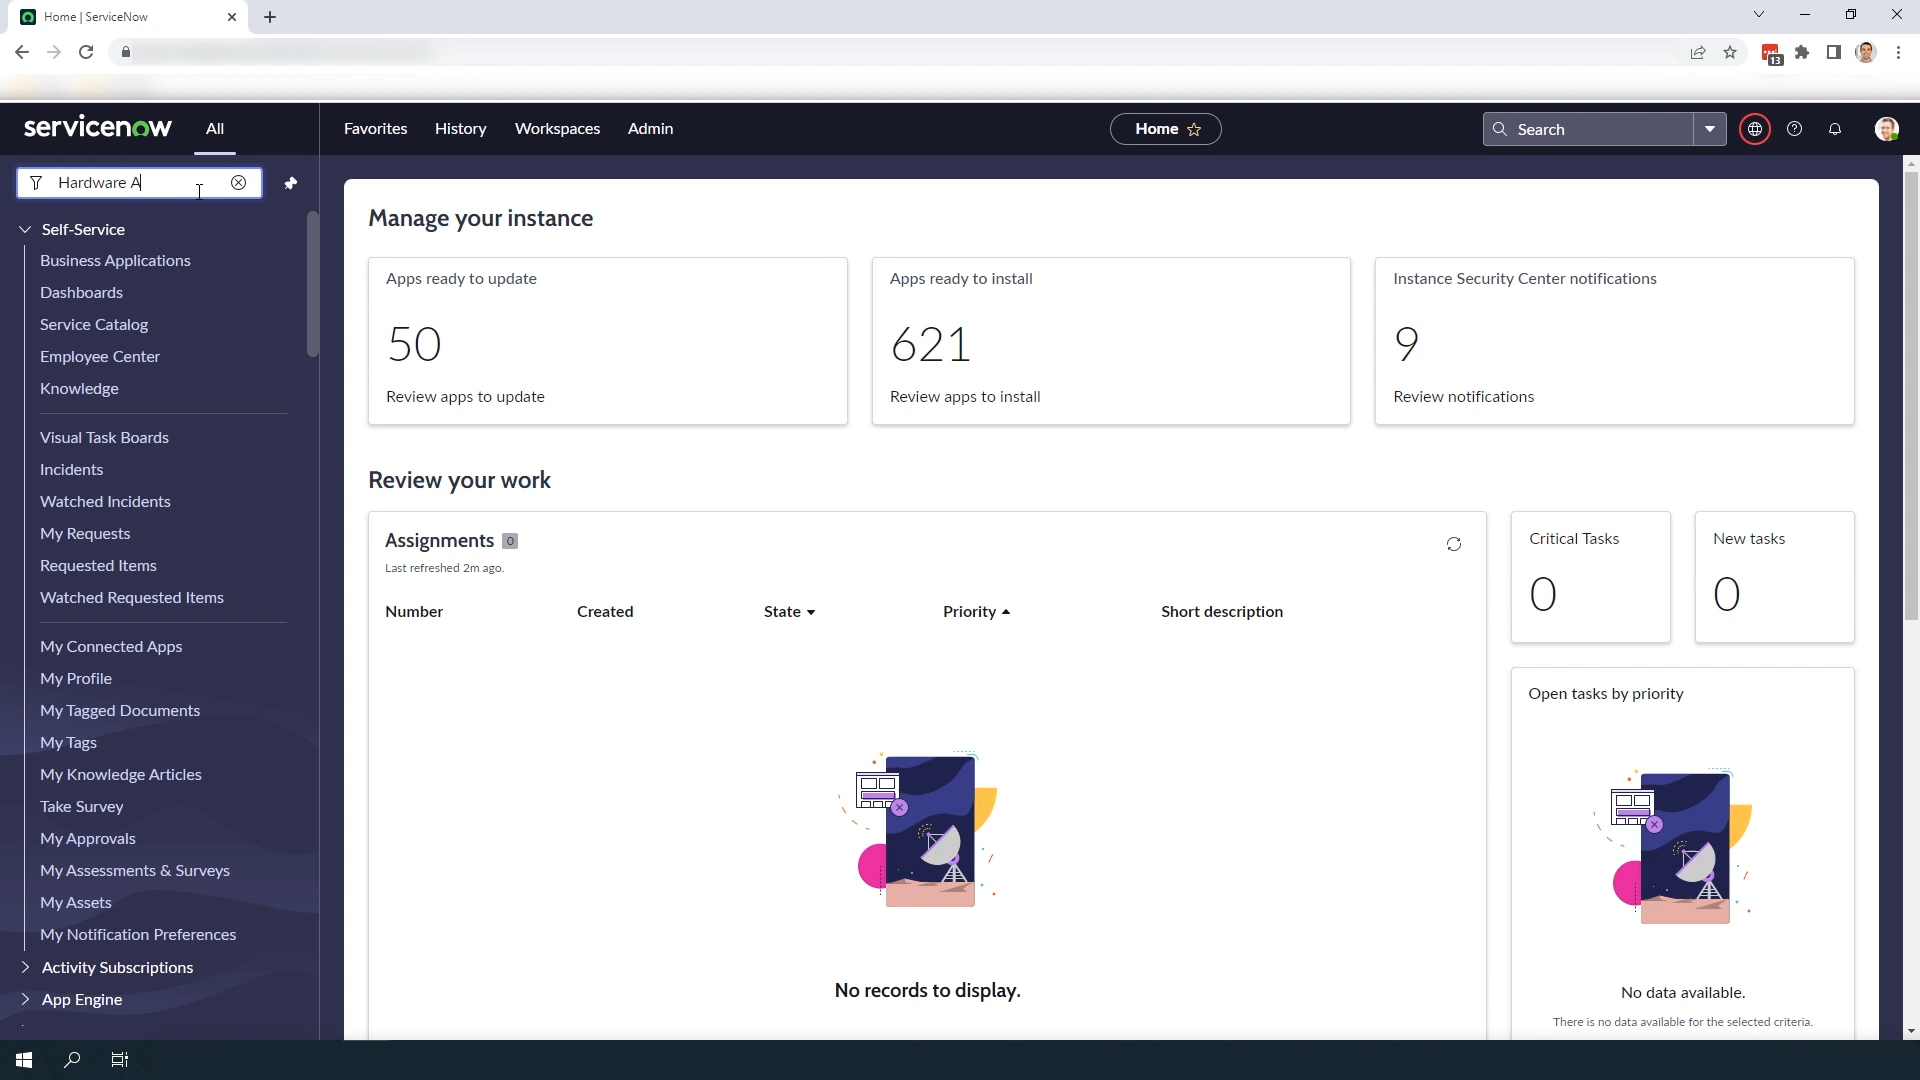 Home | ServiceNow
13
servicenow
All
Favorites
History
Workspaces
Admin
Home
Search
Hardware A
Self-Service
Business Applications
Dashboards
Service Catalog
Employee Center
Knowledge
Visual Task Boards
Incidents
Watched Incidents
My Requests
Requested Items
Watched Requested Items
My Connected Apps
My Profile
My Tagged Documents
My Tags
My Knowledge Articles
Take Survey
My Approvals
My Assessments & Surveys
My Assets
My Notification Preferences
Activity Subscriptions
App Engine
Manage your instance
Apps ready to update
50
Review apps to update
Apps ready to install
621
Review apps to install
Instance Security Center notifications
9
Review notifications
Review your work
Assignments 0
Last refreshed 2m ago.
Number Created State Priority Short description
No records to display.
Critical Tasks
0
New tasks
0
Open tasks by priority
No data available.
There is no data available for the selected criteria.